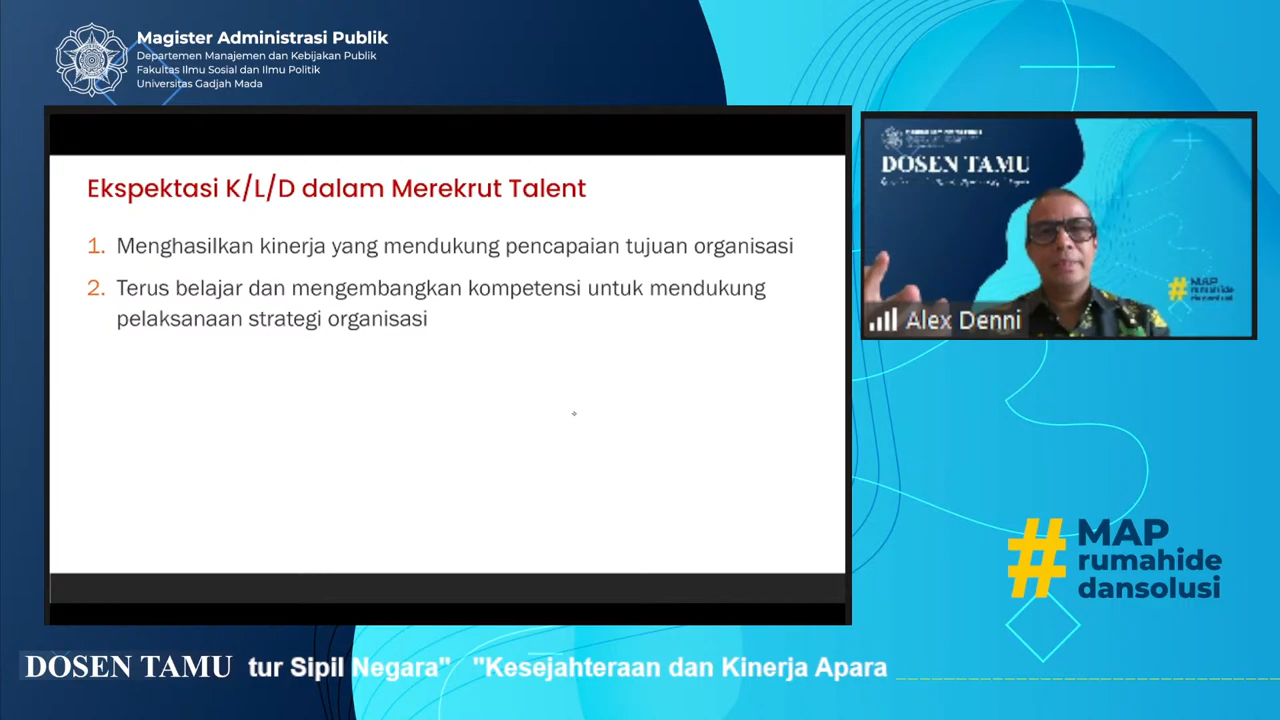 Magister Administrasi Publik
Departemen Manajemen dan Kebijakan Publik
Fakultas Ilmu Sosial dan Ilmu Politik
Universitas Gadjah Mada
Ekspektasi K/L/D dalam Merekrut Talent
1. Menghasilkan kinerja yang mendukung pencapaian tujuan organisasi
2. Terus belajar dan mengembangkan kompetensi untuk mendukung
pelaksanaan strategi organisasi
DOSEN TAMU
#MAP
Alex Denni
#MAP
rumahide
dansolusi
DOSEN TAMU tur Sipil Negara" "Kesejahteraan dan Kinerja Apara